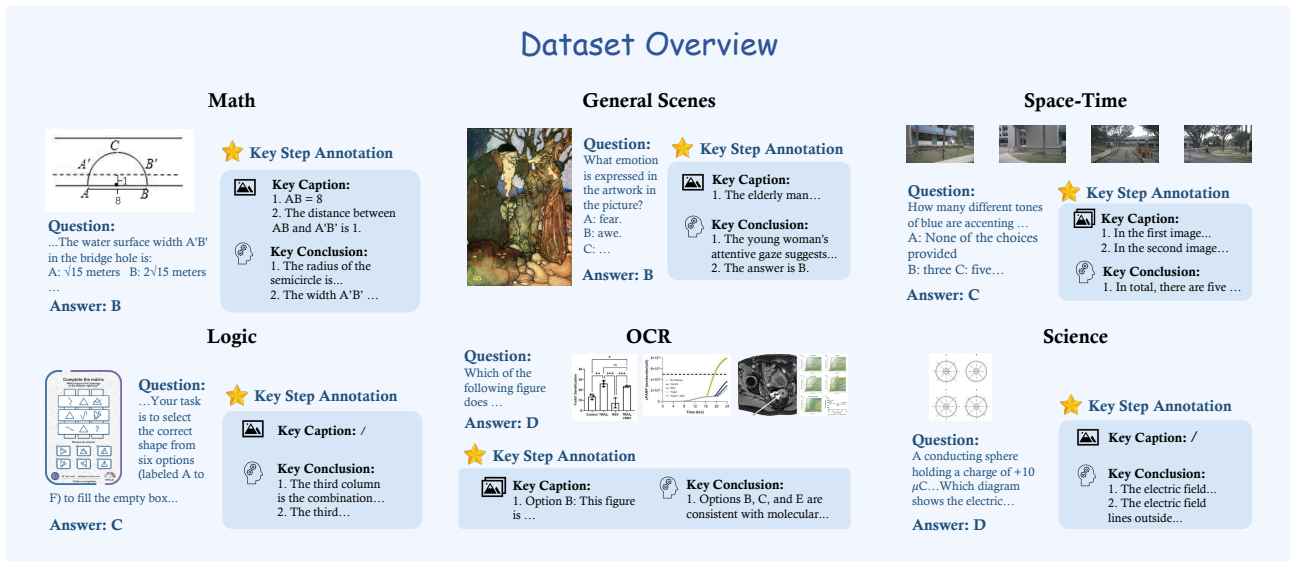 Dataset Overview
Math
C
A' B'
1
A B
8
Question:
...The water surface width A'B'
in the bridge hole is:
A: √15 meters B: 2√15 meters
...
Answer: B
Key Step Annotation
Key Caption:
1. AB = 8
2. The distance between
AB and A'B' is 1.
Key Conclusion:
1. The radius of the
semicircle is...
2. The width A'B' …
General Scenes
Question:
What emotion
is expressed in
the artwork in
the picture?
A: fear.
B: awe.
C: …
Answer: B
Key Step Annotation
Key Caption:
1. The elderly man…
Key Conclusion:
1. The young woman's
attentive gaze suggests...
2. The answer is B.
Space-Time
Question:
How many different tones
of blue are accenting …
A: None of the choices
provided
B: three C: five…
Answer: C
Key Step Annotation
Key Caption:
1. In the first image...
2. In the second image…
Key Conclusion:
1. In total, there are five …
Logic
Complete the matrix
Question:
…Your task
is to select
the correct
shape from
six options
(labeled A to
F) to fill the empty box...
Answer: C
Key Step Annotation
Key Caption: /
Key Conclusion:
1. The third column
is the combination…
2. The third…
OCR
Question:
Which of the
following figure
does …
Answer: D
Control TRAIL
Time (hrs)
Key Step Annotation
Key Caption:
1. Option B: This figure
is …
Key Conclusion:
1. Options B, C, and E are
consistent with molecular...
Science
Question:
A conducting sphere
holding a charge of +10
μC…Which diagram
shows the electric…
Answer: D
Key Step Annotation
Key Caption: /
Key Conclusion:
1. The electric field...
2. The electric field
lines outside...